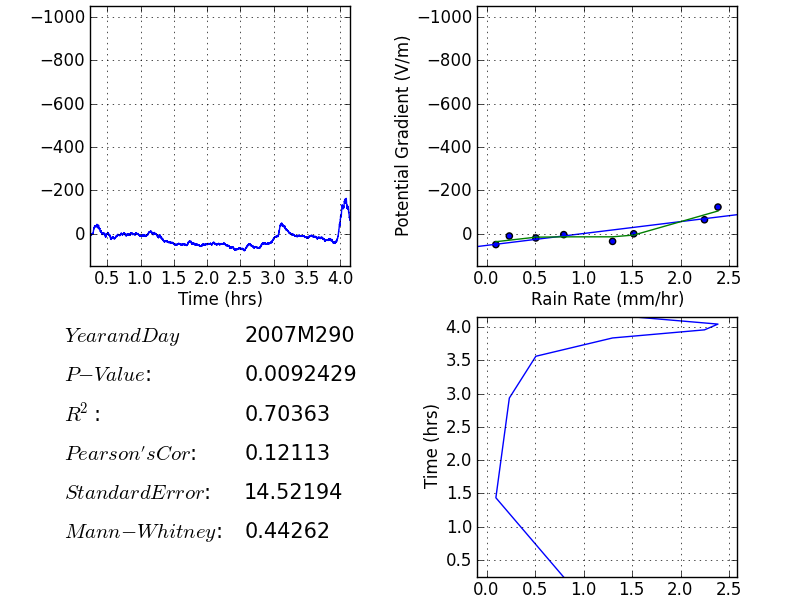 −1000
−800
−600
−400
−200
0
0.5 1.0 1.5 2.0 2.5 3.0 3.5 4.0
Time (hrs)
Potential Gradient (V/m)
−1000
−800
−600
−400
−200
0
0.0 0.5 1.0 1.5 2.0 2.5
Rain Rate (mm/hr)
YearandDay 2007M290
P−Value: 0.0092429
R²: 0.70363
Pearson'sCor: 0.12113
StandardError: 14.52194
Mann−Whitney: 0.44262
Time (hrs)
4.0
3.5
3.0
2.5
2.0
1.5
1.0
0.5
0.0 0.5 1.0 1.5 2.0 2.5